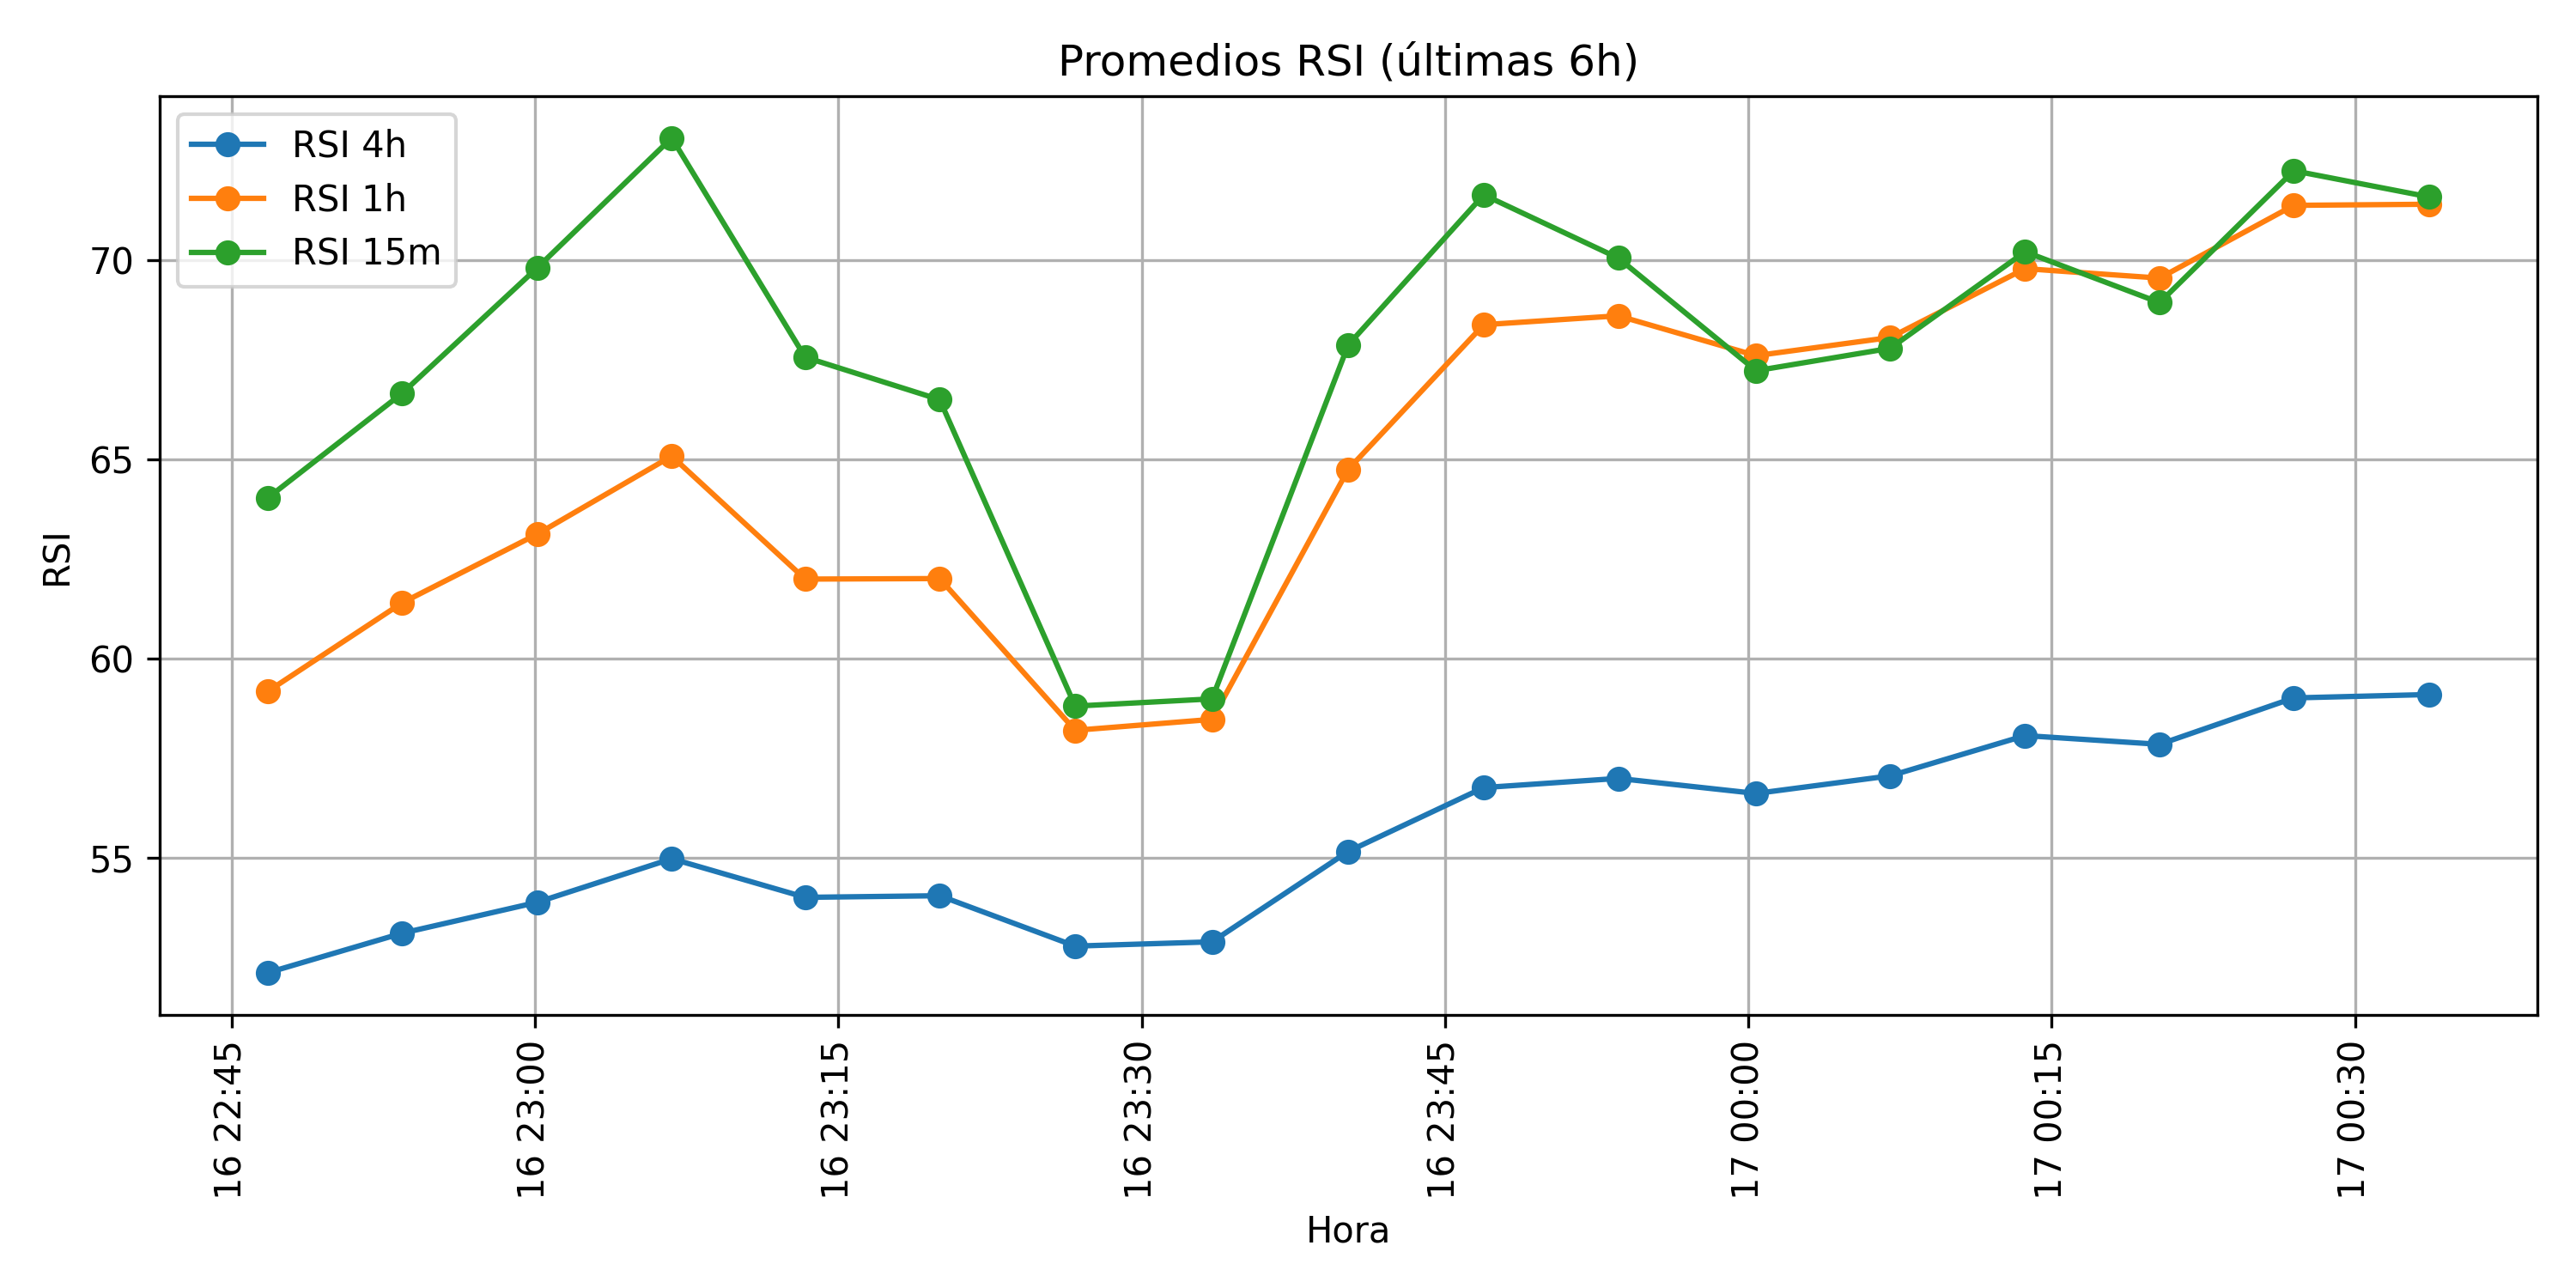 Promedios RSI (últimas 6h)
RSI 4h
RSI 1h
RSI 15m
70
65
60
55
RSI
16 22:45
16 23:00
16 23:15
16 23:30
16 23:45
17 00:00
17 00:15
17 00:30
Hora